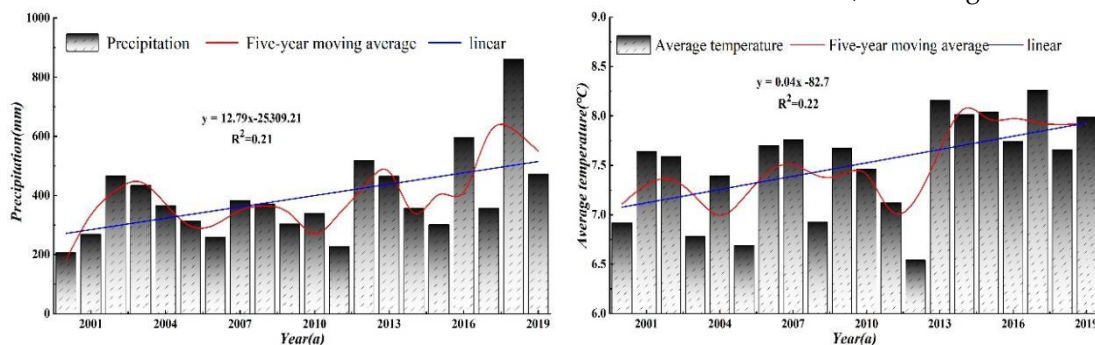 1000
800
600
400
200
0
Precipitation(mm)
Precipitation
Five-year moving average
linear
y = 12.79x-25309.21
R²=0.21
2001 2004 2007 2010 2013 2016 2019
Year(a)
9.0
8.5
8.0
7.5
7.0
6.5
6.0
Average temperature(°C)
Average temperature
Five-year moving average
linear
y = 0.04x -82.7
R²=0.22
2001 2004 2007 2010 2013 2016 2019
Year(a)